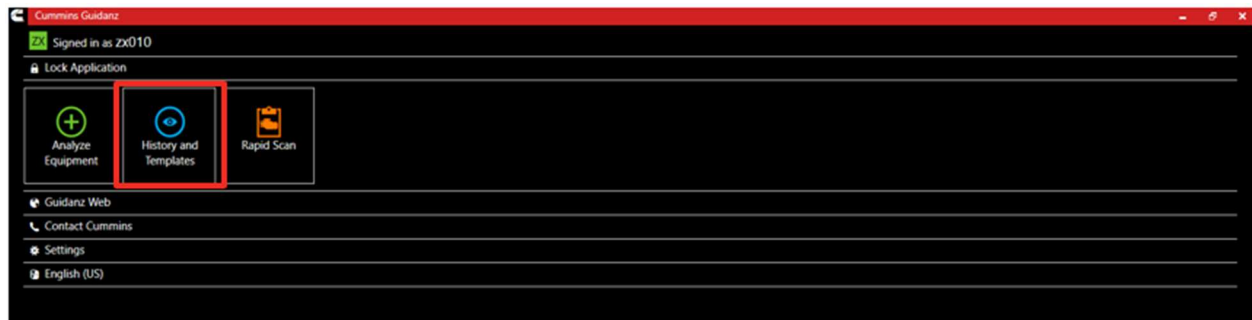 Cummins Guidanz
ZX Signed in as zx010
Lock Application
Analyze
Equipment
History and
Templates
Rapid Scan
Guidanz Web
Contact Cummins
Settings
English (US)